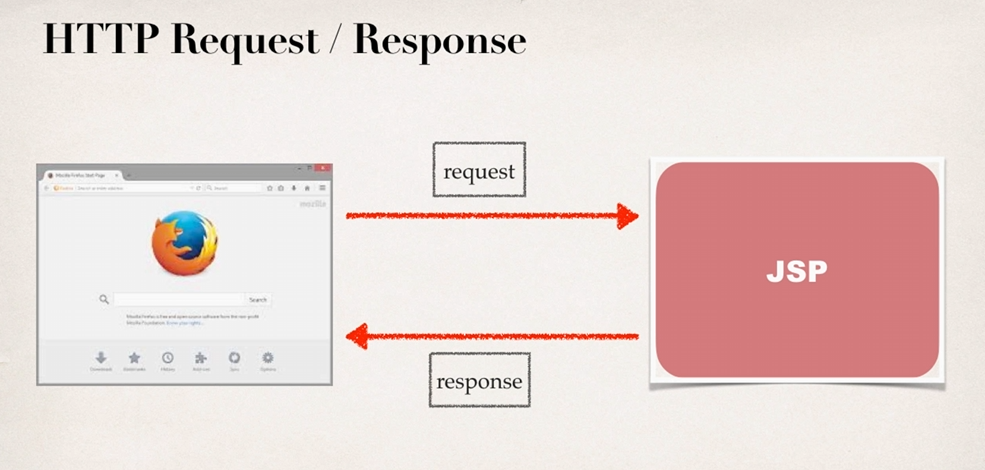 HTTP Request / Response
request
Mozilla Firefox Start Page
Search or enter address
Search
mozilla
Search
Mozilla Firefox is free and open source software from the non-profit
Mozilla Foundation. Know your rights...
Downloads
Bookmarks
History
Add-ons
Sync
Options
JSP
response